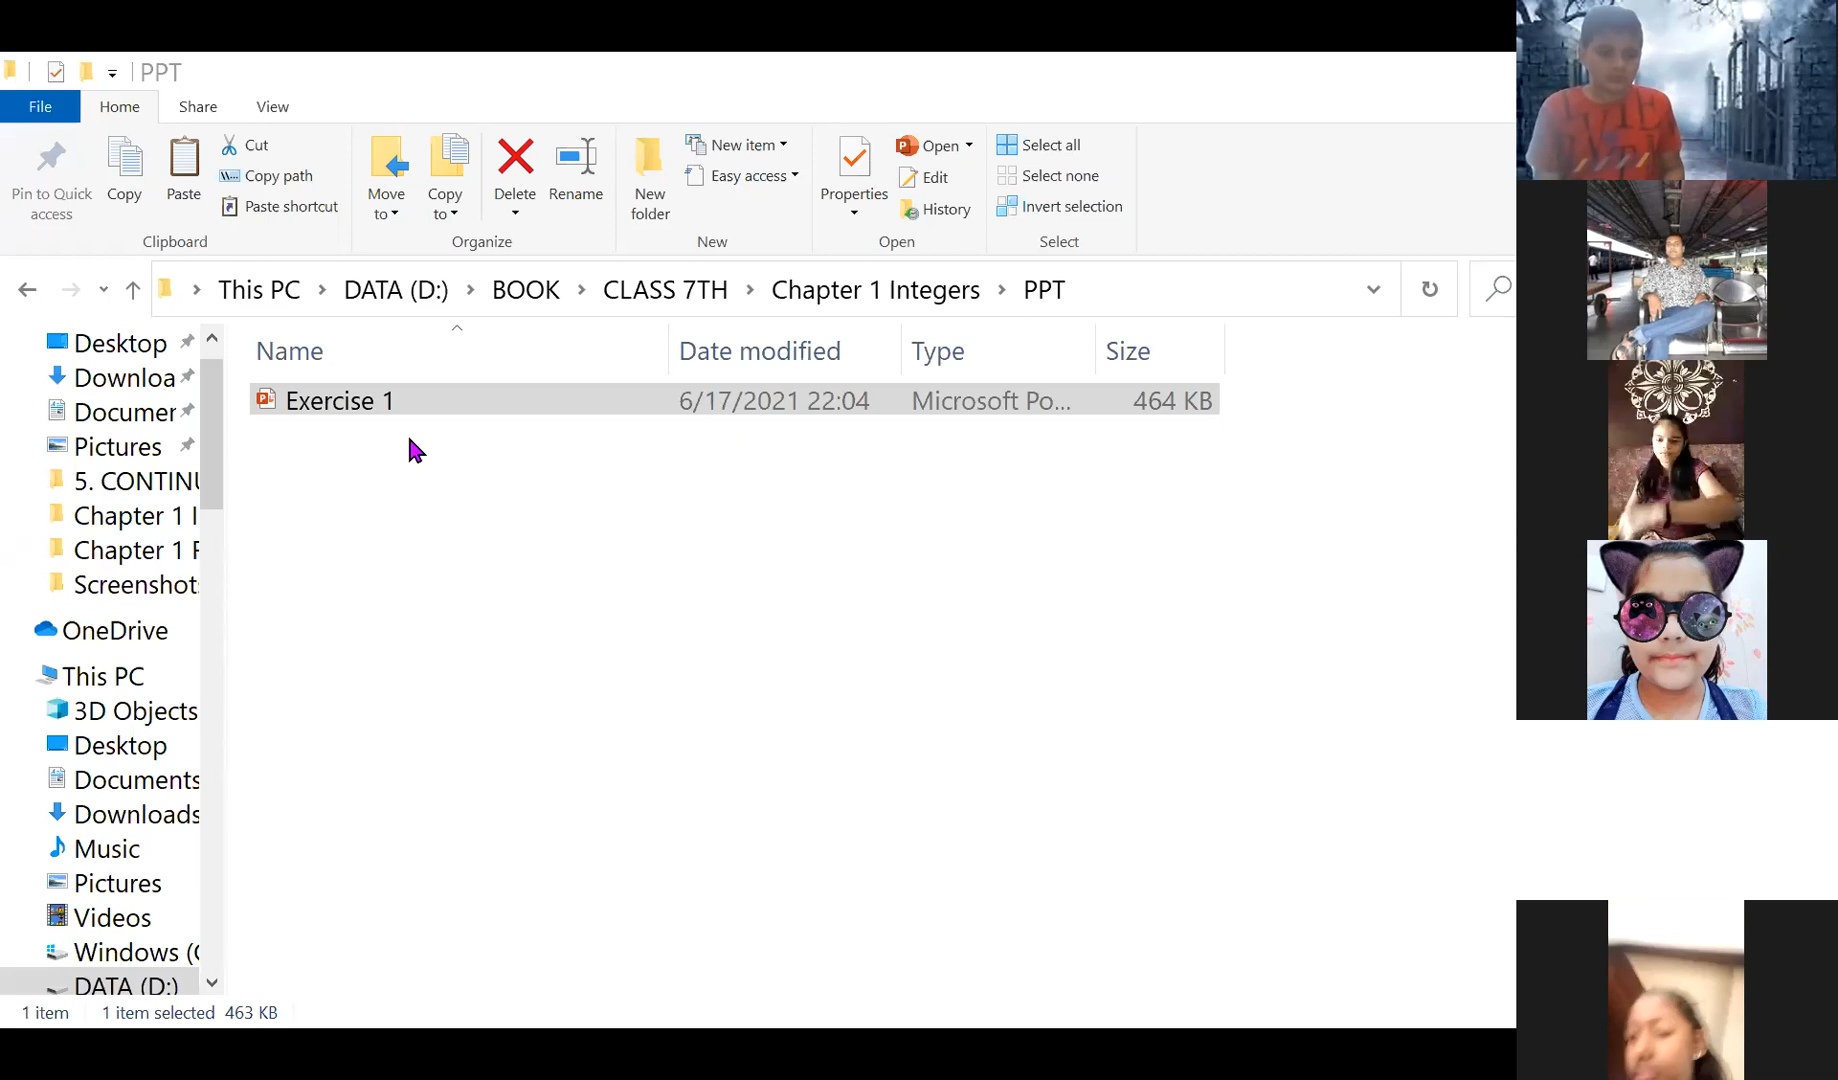 PPT
File Home Share View
Pin to Quick access
Copy
Paste
Cut
Copy path
Paste shortcut
Clipboard
Move to
Copy to
Delete
Rename
Organize
New folder
New item
Easy access
New
Properties
Open
Edit
History
Open
Select all
Select none
Invert selection
Select
This PC > DATA (D:) > BOOK > CLASS 7TH > Chapter 1 Integers > PPT
Name Date modified Type Size
Exercise 1 6/17/2021 22:04 Microsoft Po... 464 KB
Desktop
Downloa
Documer
Pictures
5. CONTINU
Chapter 1 I
Chapter 1 F
Screenshots
OneDrive
This PC
3D Objects
Desktop
Documents
Downloads
Music
Pictures
Videos
Windows (C
DATA (D:)
1 item 1 item selected 463 KB